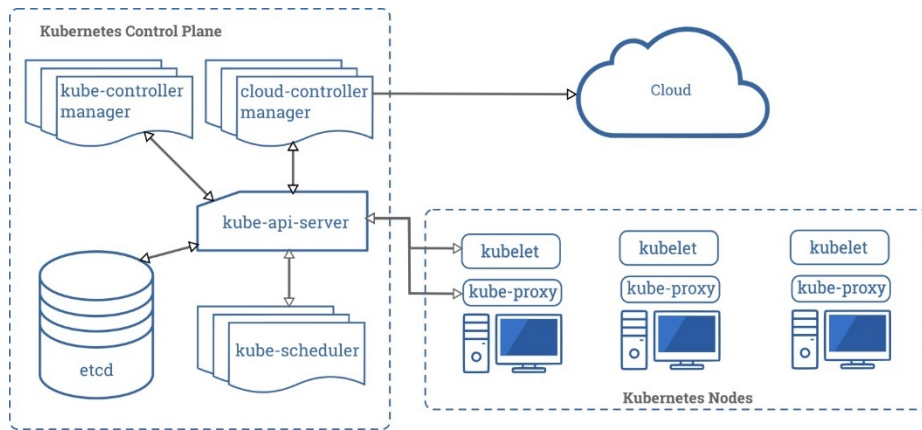 Kubernetes Control Plane
kube-controller
manager
cloud-controller
manager
Cloud
kube-api-server
kubelet
kubelet
kubelet
kube-proxy
kube-proxy
kube-proxy
etcd
kube-scheduler
Kubernetes Nodes